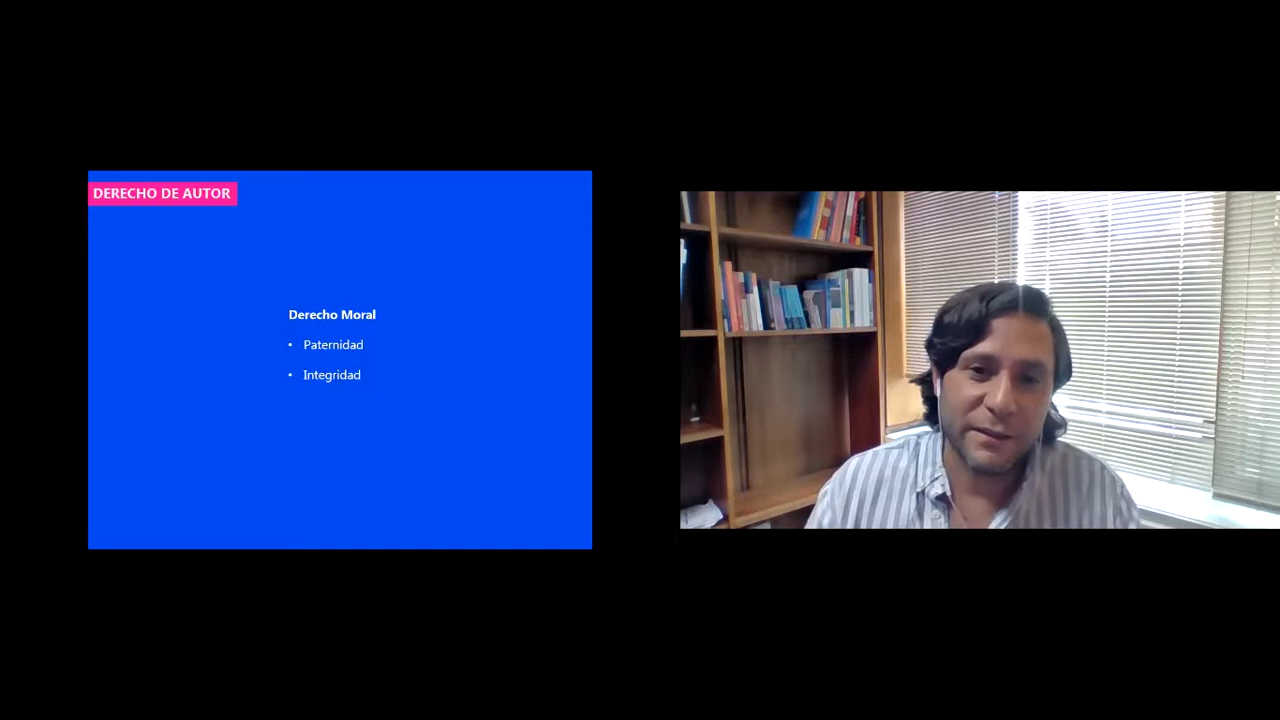 DERECHO DE AUTOR
Derecho Moral
• Paternidad
• Integridad